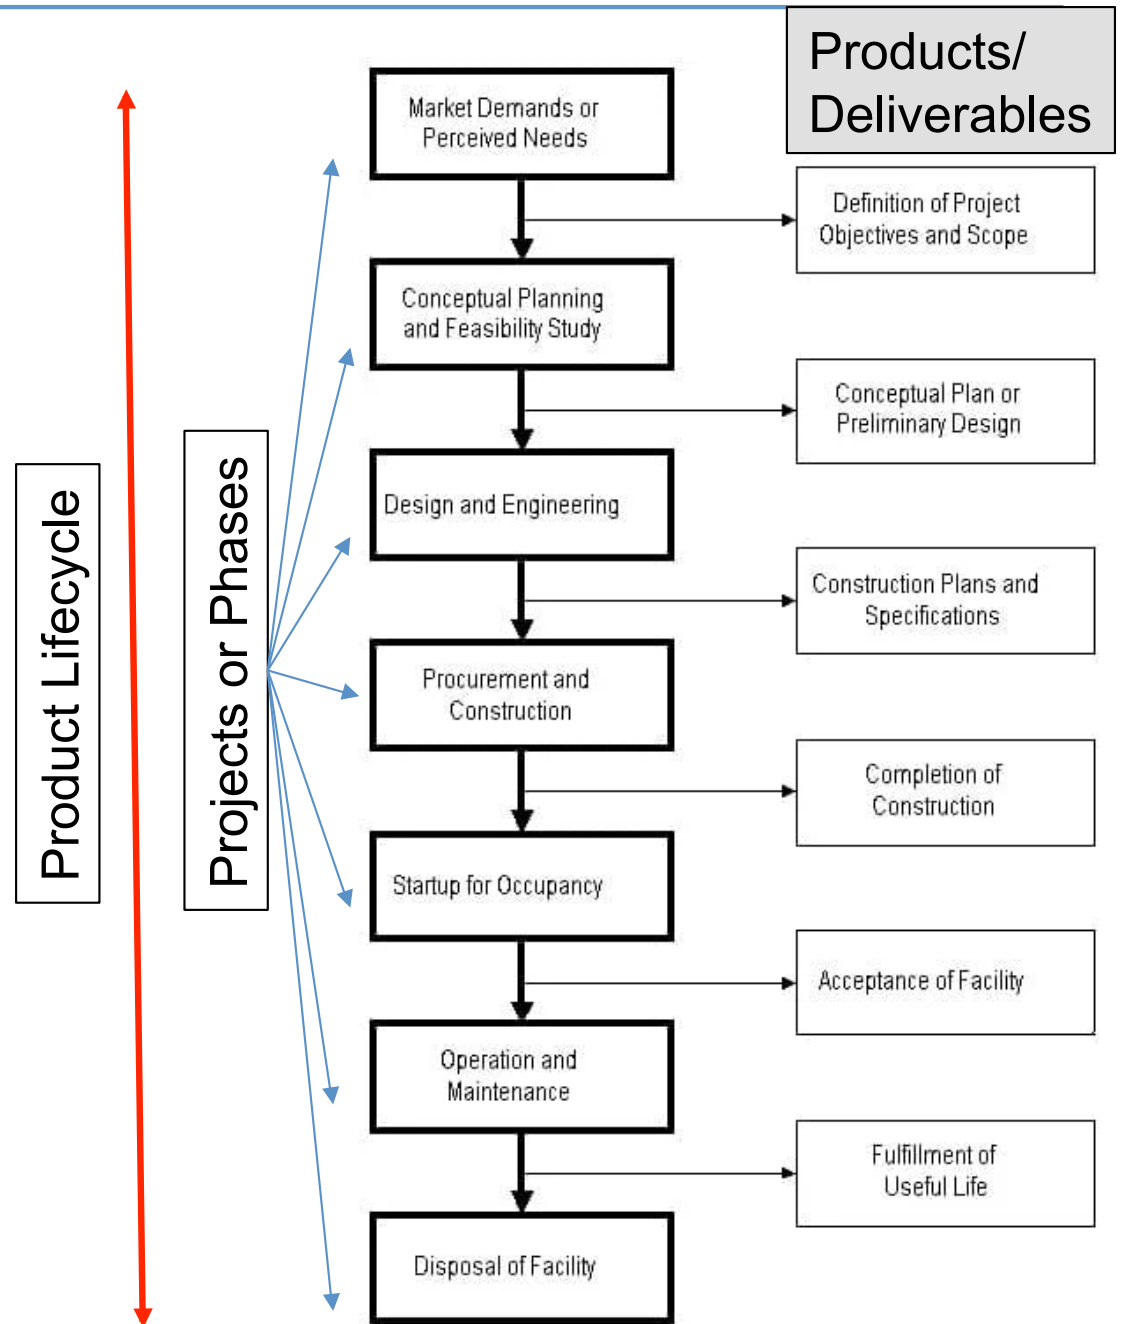 Products/
Deliverables
Market Demands or
Perceived Needs
Definition of Project
Objectives and Scope
Conceptual Planning
and Feasibility Study
Conceptual Plan or
Preliminary Design
Design and Engineering
Construction Plans and
Specifications
Procurement and
Construction
Completion of
Construction
Startup for Occupancy
Acceptance of Facility
Operation and
Maintenance
Fulfillment of
Useful Life
Disposal of Facility
Product Lifecycle
Projects or Phases